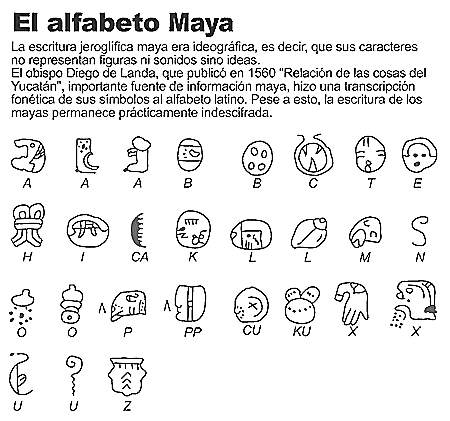 El alfabeto Maya
La escritura jeroglífica maya era ideográfica, es decir, que sus caracteres
no representan figuras ni sonidos sino ideas.
El obispo Diego de Landa, que publicó en 1560 "Relación de las cosas del
Yucatán", importante fuente de información maya, hizo una transcripción
fonética de sus símbolos al alfabeto latino. Pese a esto, la escritura de los
mayas permanece prácticamente indescifrada.
A A A B B C T E
H I CA K L L M N
O O P PP CU KU X X
U U Z